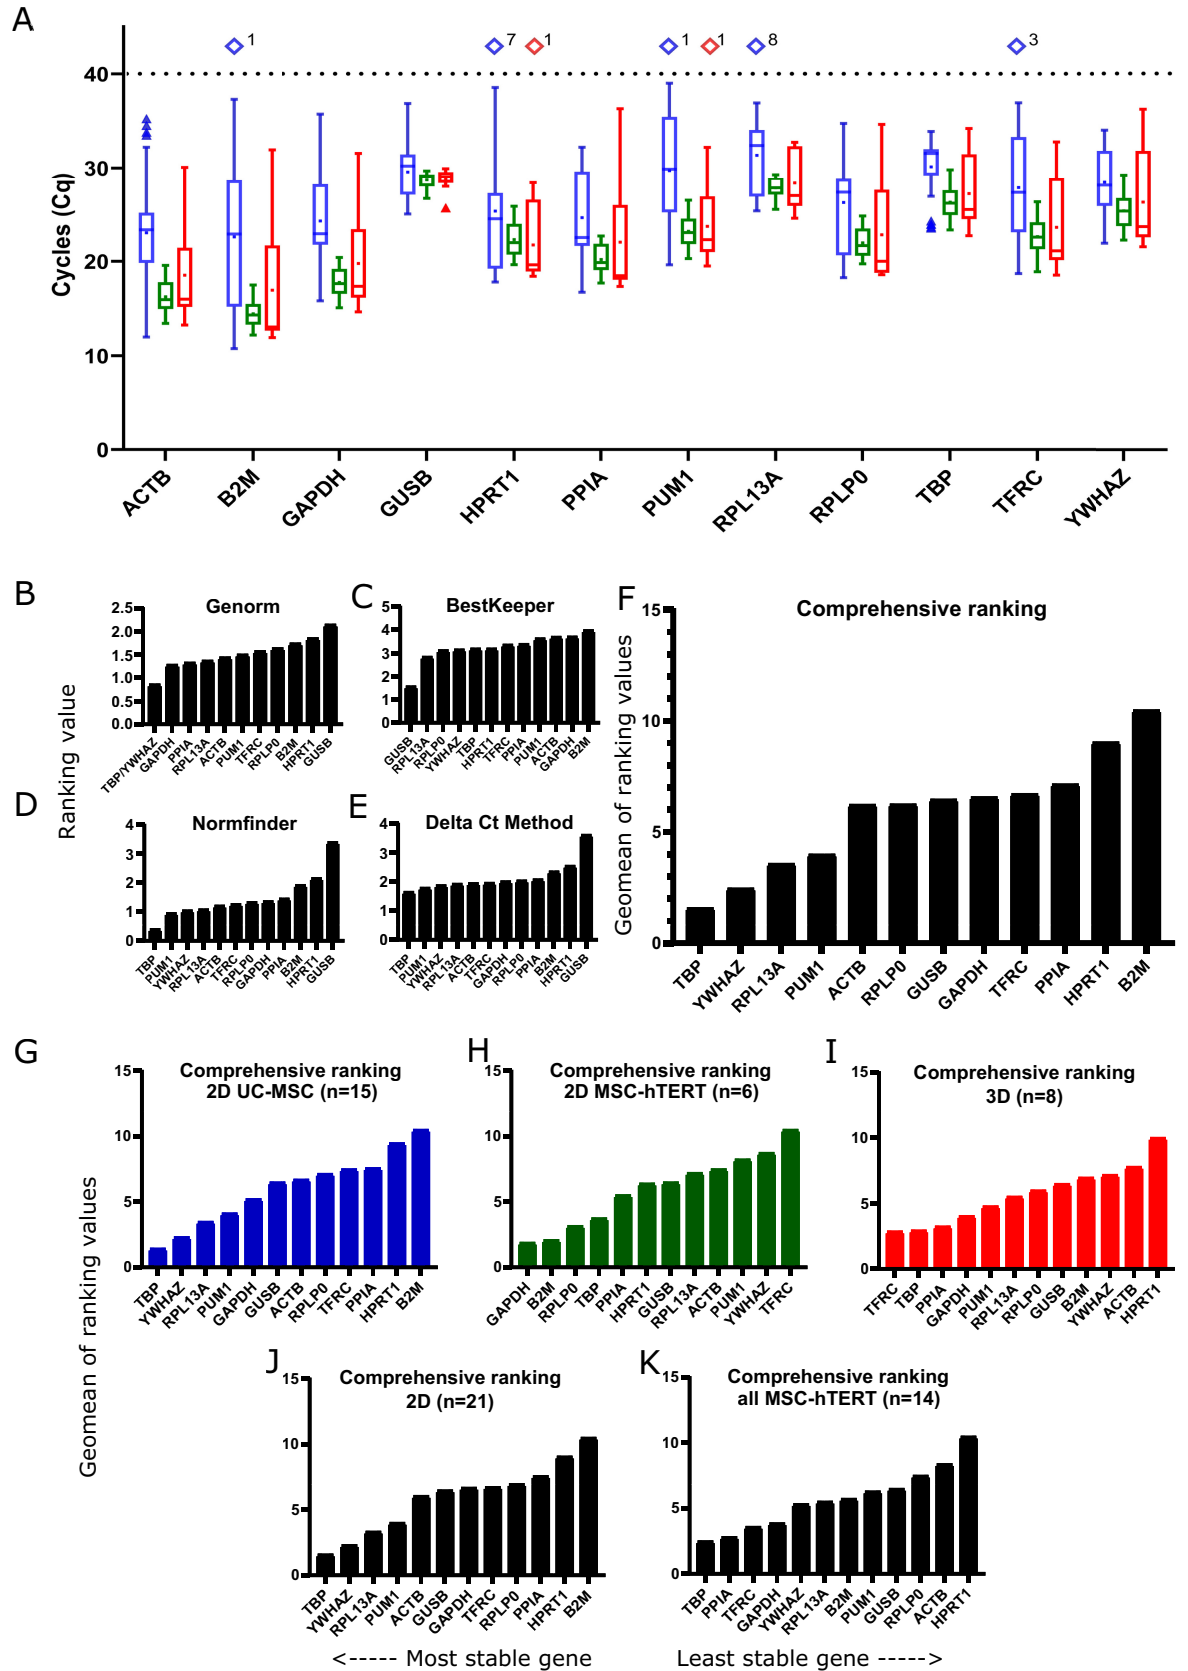 A
1
7
1
1
1
8
3
Cycles (Cq)
40
30
20
10
0
ACTB
B2M
GAPDH
GUSB
HPRT1
PPIA
PUM1
RPL13A
RPLP0
TBP
TFRC
YWHAZ
Ranking value
B
Genorm
2.5
2.0
1.5
1.0
0.5
0.0
TBP/YWHAZ
GAPDH
PPIA
RPL13A
ACTB
PUM1
TFRC
RPLP0
B2M
HPRT1
GUSB
C
BestKeeper
5
4
3
2
1
0
GUSB
RPL13A
RPLP0
YWHAZ
TBP
HPRT1
TFRC
PPIA
PUM1
ACTB
GAPDH
B2M
D
Normfinder
4
3
2
1
0
TBP
PUM1
YWHAZ
RPL13A
ACTB
TFRC
RPLP0
GAPDH
PPIA
B2M
HPRT1
GUSB
E
Delta Ct Method
4
3
2
1
0
TBP
PUM1
YWHAZ
RPL13A
ACTB
TFRC
GAPDH
RPLP0
PPIA
B2M
HPRT1
GUSB
F
Comprehensive ranking
Geomean of ranking values
15
10
5
0
TBP
YWHAZ
RPL13A
PUM1
ACTB
RPLP0
GUSB
GAPDH
TFRC
PPIA
HPRT1
B2M
Geomean of ranking values
G
Comprehensive ranking
2D UC-MSC (n=15)
15
10
5
0
TBP
YWHAZ
RPL13A
PUM1
GAPDH
GUSB
ACTB
RPLP0
TFRC
PPIA
HPRT1
B2M
H
Comprehensive ranking
2D MSC-hTERT (n=6)
15
10
5
0
GAPDH
B2M
RPLP0
TBP
PPIA
HPRT1
GUSB
RPL13A
ACTB
PUM1
YWHAZ
TFRC
I
Comprehensive ranking
3D (n=8)
15
10
5
0
TFRC
TBP
PPIA
GAPDH
PUM1
RPL13A
RPLP0
GUSB
B2M
YWHAZ
ACTB
HPRT1
J
Comprehensive ranking
2D (n=21)
15
10
5
0
TBP
YWHAZ
RPL13A
PUM1
ACTB
GUSB
GAPDH
TFRC
RPLP0
PPIA
HPRT1
B2M
K
Comprehensive ranking
all MSC-hTERT (n=14)
15
10
5
0
TBP
PPIA
TFRC
GAPDH
YWHAZ
RPL13A
B2M
PUM1
GUSB
RPLP0
ACTB
HPRT1
<----- Most stable gene
Least stable gene ----->